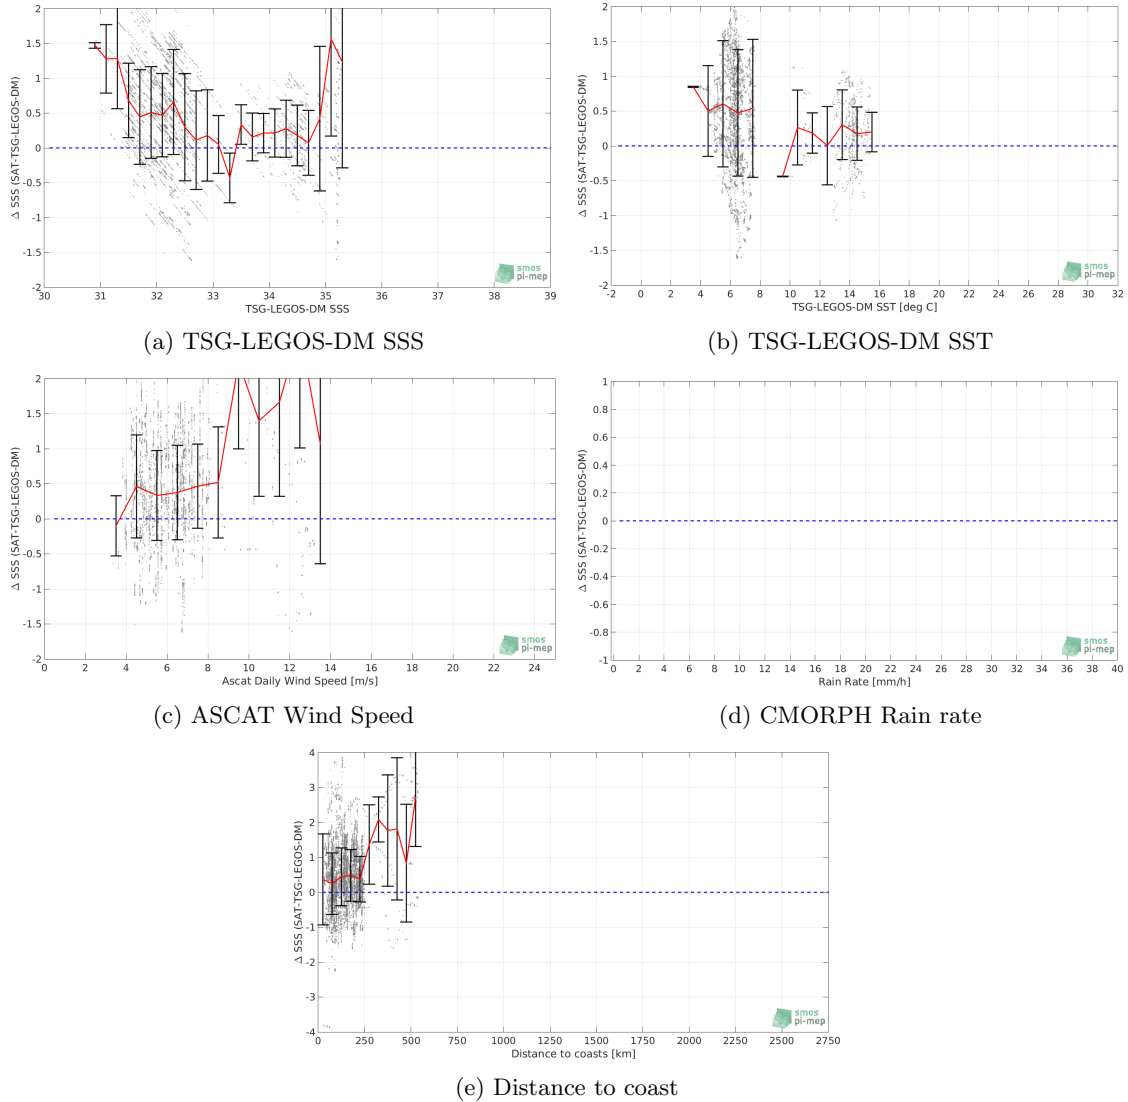 Δ SSS (SAT-TSG-LEGOS-DM)
2
1.5
1
0.5
0
-0.5
-1
-1.5
-2
30 31 32 33 34 35 36 37 38 39
TSG-LEGOS-DM SSS
smos
pi-mep
(a) TSG-LEGOS-DM SSS
Δ SSS (SAT-TSG-LEGOS-DM)
2
1.5
1
0.5
0
-0.5
-1
-1.5
-2
-2 0 2 4 6 8 10 12 14 16 18 20 22 24 26 28 30 32
TSG-LEGOS-DM SST [deg C]
smos
pi-mep
(b) TSG-LEGOS-DM SST
Δ SSS (SAT-TSG-LEGOS-DM)
2
1.5
1
0.5
0
-0.5
-1
-1.5
-2
0 2 4 6 8 10 12 14 16 18 20 22 24
Ascat Daily Wind Speed [m/s]
smos
pi-mep
(c) ASCAT Wind Speed
Δ SSS (SAT-TSG-LEGOS-DM)
1
0.8
0.6
0.4
0.2
0
-0.2
-0.4
-0.6
-0.8
-1
0 2 4 6 8 10 12 14 16 18 20 22 24 26 28 30 32 34 36 38 40
Rain Rate [mm/h]
smos
pi-mep
(d) CMORPH Rain rate
Δ SSS (SAT-TSG-LEGOS-DM)
4
3
2
1
0
-1
-2
-3
-4
0 250 500 750 1000 1250 1500 1750 2000 2250 2500 2750
Distance to coasts [km]
smos
pi-mep
(e) Distance to coast